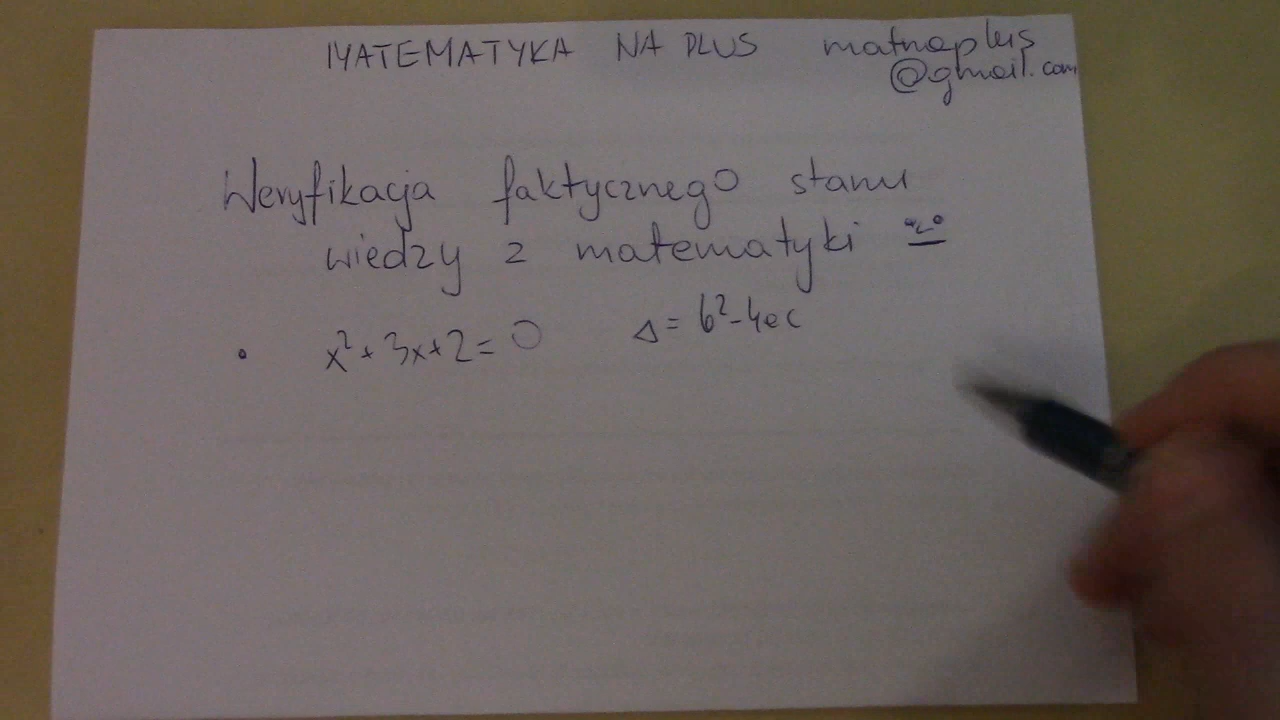 MATEMATYKA NA PLUS matnaplus
@gmail.com
Weryfikacja faktycznego stanu
wiedzy z matematyki
• x²+3x+2=0 Δ=b²-4ac